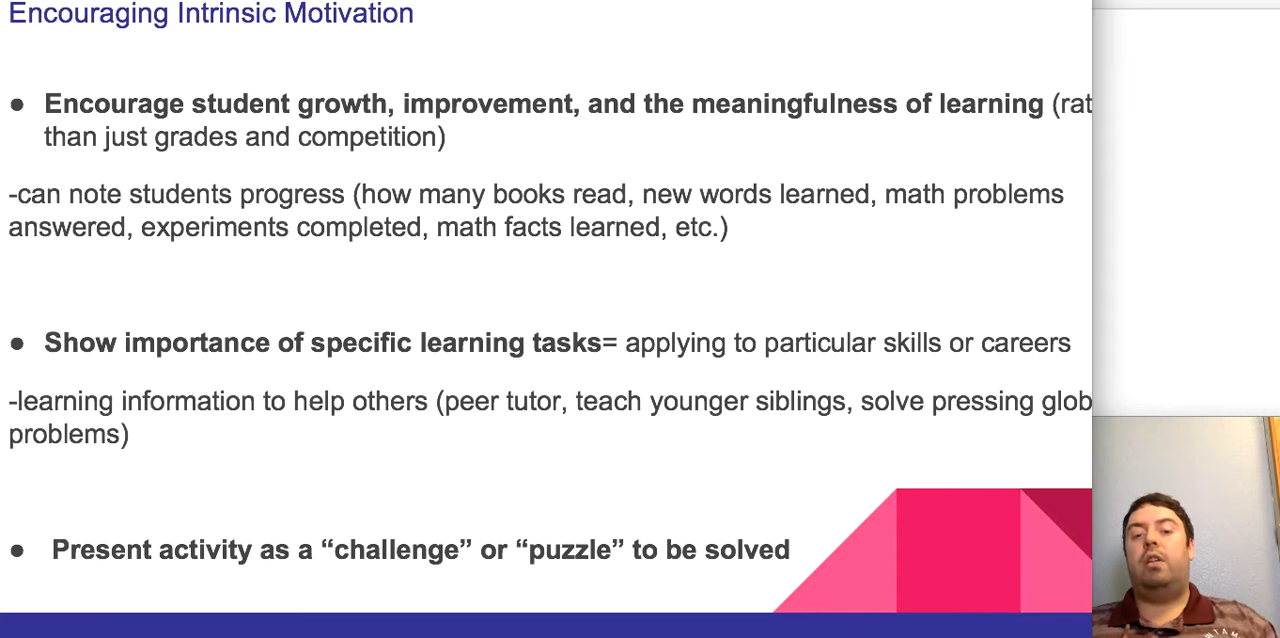 Encouraging Intrinsic Motivation
● Encourage student growth, improvement, and the meaningfulness of learning
than just grades and competition)
-can note students progress (how many books read, new words learned, math problems
answered, experiments completed, math facts learned, etc.)
● Show importance of specific learning tasks= applying to particular skills or careers
-learning information to help others (peer tutor, teach younger siblings, solve pressing
problems)
● Present activity as a “challenge” or “puzzle” to be solved